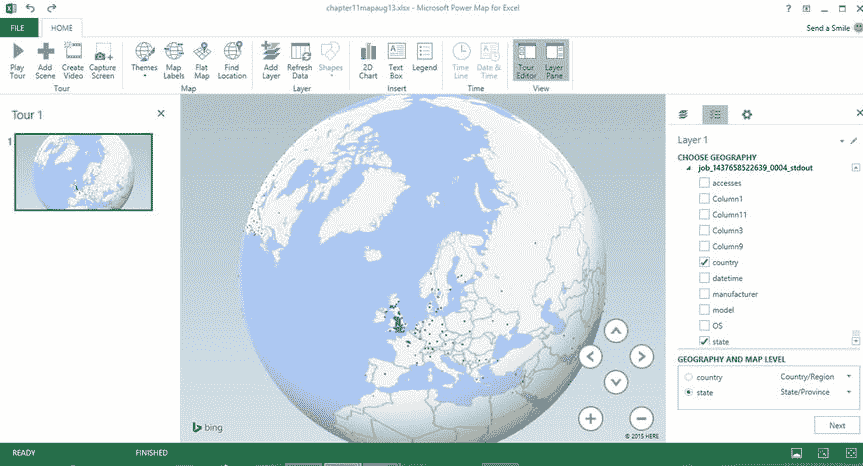 chapter11mapaug13.xlsx - Microsoft Power Map for Excel
FILE HOME Send a Smile
Play Tour Add Scene Create Video Capture Screen Themes Map Labels Flat Map Find Location Add Layer Refresh Data Shapes 2D Chart Text Box Legend Time Line Date & Time Tour Editor Layer Pane
Tour Map Layer Insert Time View
Tour 1
1
Layer 1
CHOOSE GEOGRAPHY
job_1437658522639_0004_stdout
accesses
Column1
Column11
Column3
Column9
country
datetime
manufacturer
model
OS
state
GEOGRAPHY AND MAP LEVEL
country Country/Region
state State/Province
Next
bing
© 2015 HERE
READY FINISHED